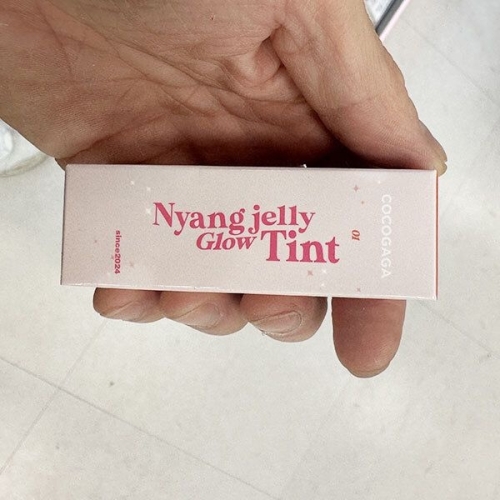 Nyang jelly
Glow Tint
01
COCOGAGA
since2024